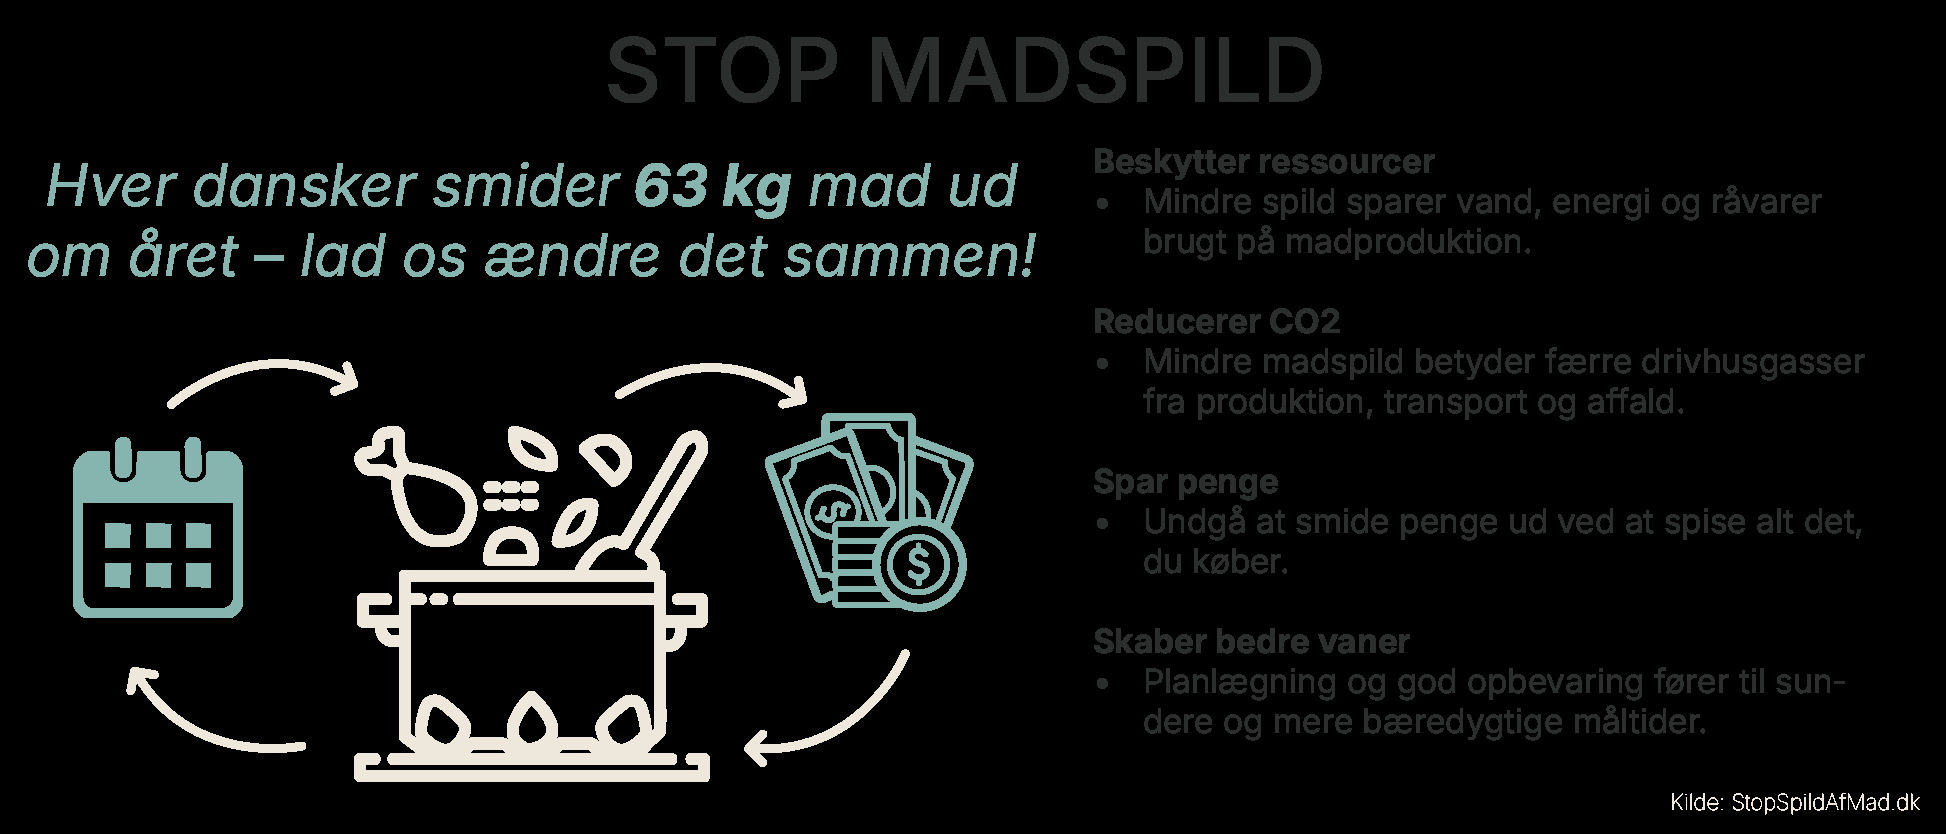 STOP MADSPILD
Hver dansker smider 63 kg mad ud
om året – lad os ændre det sammen!
Beskytter ressourcer
• Mindre spild sparer vand, energi og råvarer
brugt på madproduktion.
Reducerer CO2
• Mindre madspild betyder færre drivhusgasser
fra produktion, transport og affald.
Spar penge
• Undgå at smide penge ud ved at spise alt det,
du køber.
Skaber bedre vaner
• Planlægning og god opbevaring fører til sun-
dere og mere bæredygtige måltider.
Kilde: StopSpildAfMad.dk